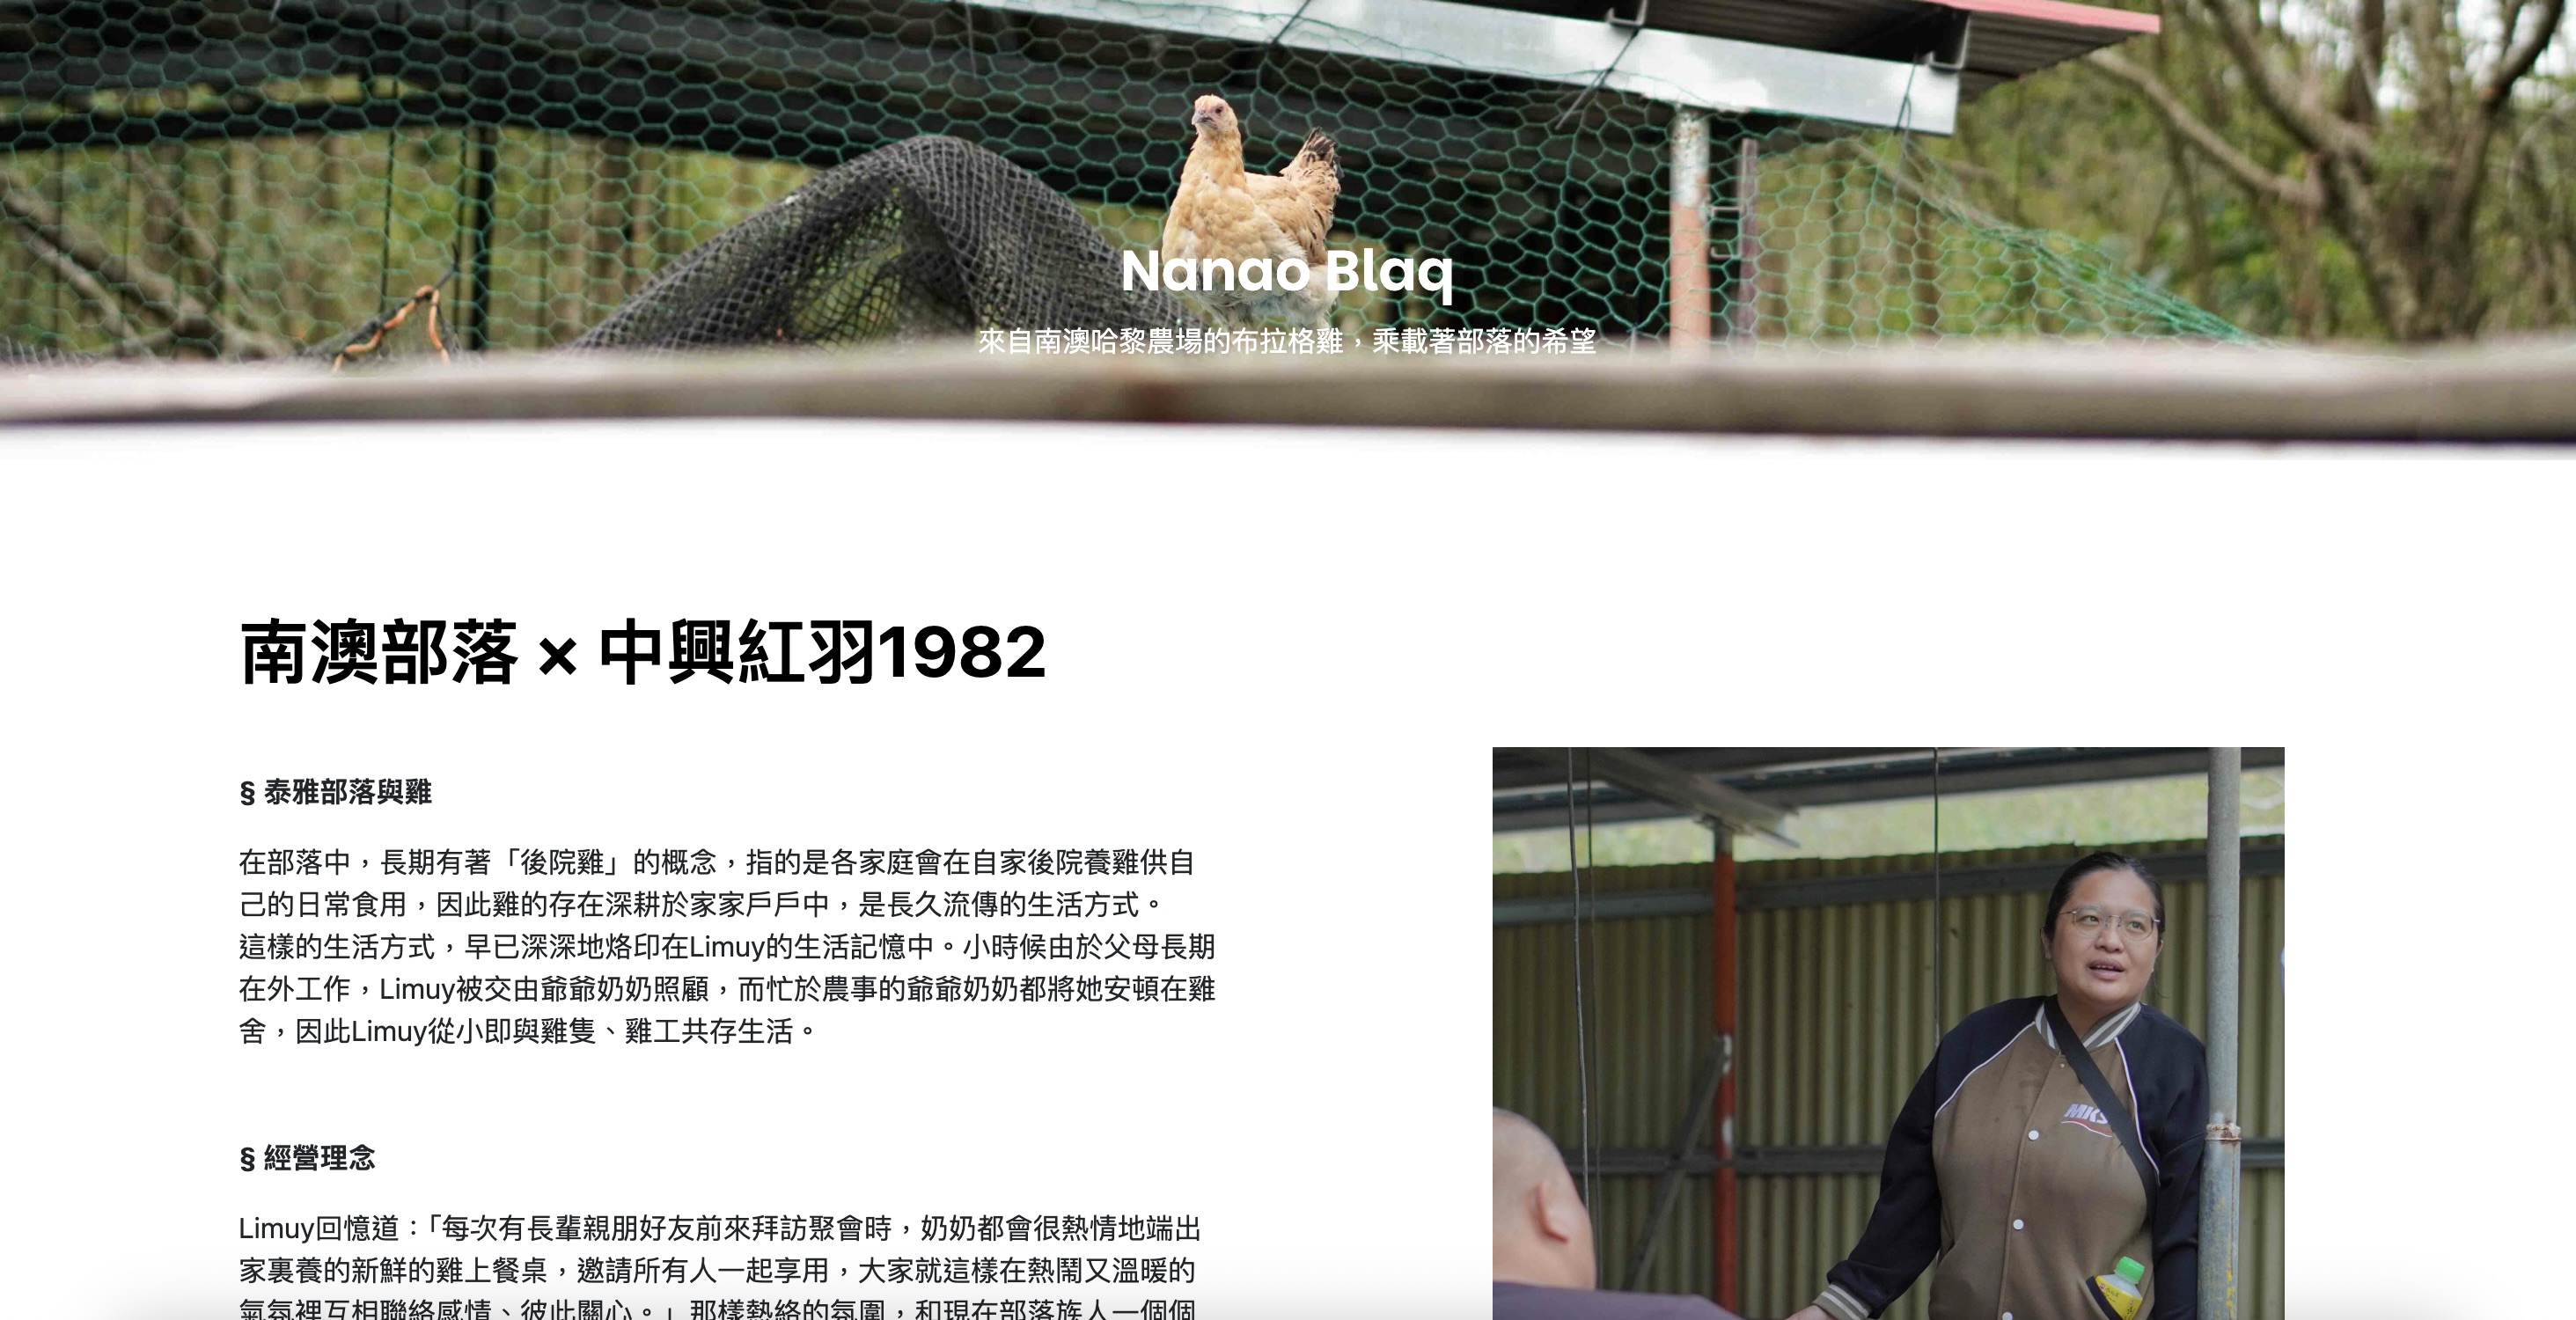 Nanao Blaq
來自南澳哈黎農場的布拉格雞，乘載著部落的希望
南澳部落 × 中興紅羽1982
§ 泰雅部落與雞
在部落中，長期有著「後院雞」的概念，指的是各家庭會在自家後院養雞供自
己的日常食用，因此雞的存在深耕於家家戶戶中，是長久流傳的生活方式。
這樣的生活方式，早已深深地烙印在Limuy的生活記憶中。小時候由於父母長期
在外工作，Limuy被交由爺爺奶奶照顧，而忙於農事的爺爺奶奶都將她安頓在雞
舍，因此Limuy從小即與雞隻、雞工共存生活。
§ 經營理念
Limuy回憶道：「每次有長輩親朋好友前來拜訪聚會時，奶奶都會很熱情地端出
家裏養的新鮮的雞上餐桌，邀請所有人一起享用，大家就這樣在熱鬧又溫暖的
氣氛裡互相聯絡感情、彼此關心。」那樣熱絡的氛圍，和現在部落族人一個個
MKS